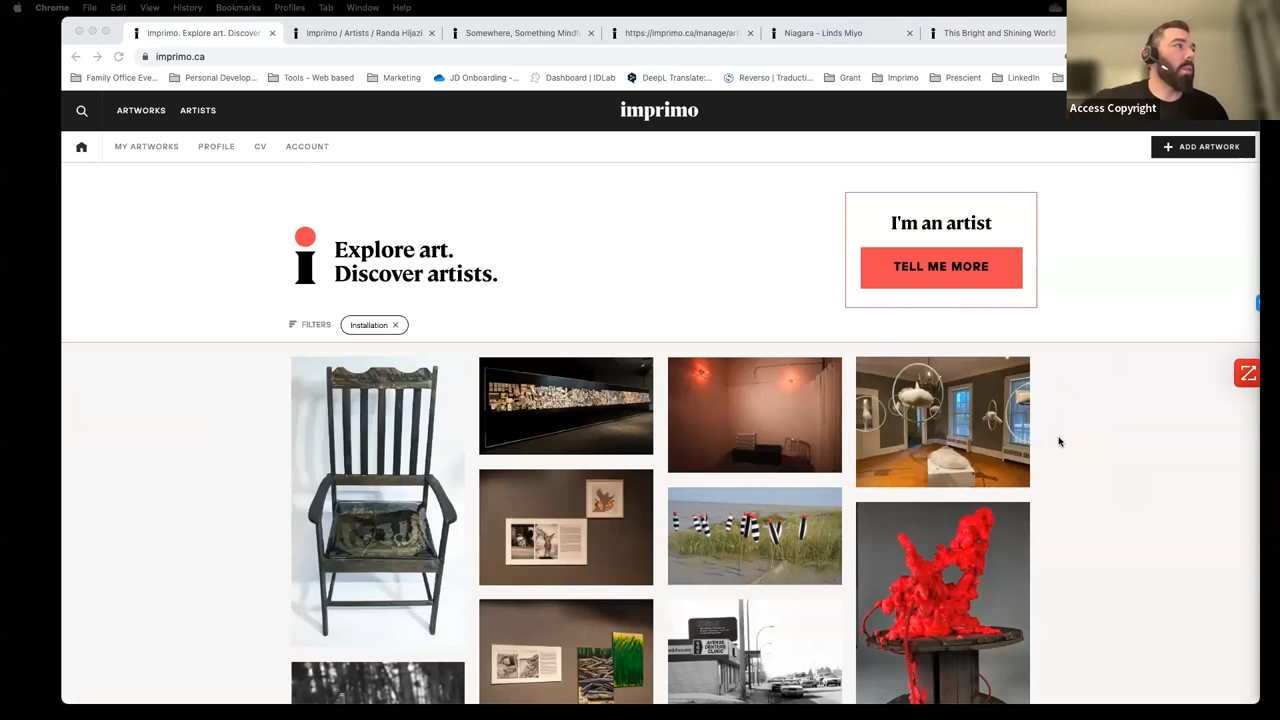 Chrome File Edit View History Bookmarks Profiles Tab Window Help
Imprimo. Explore art. Discover Imprimo / Artists / Randa Hijazi Somewhere, Something Mindf https://imprimo.ca/manage/art Niagara - Linds Miyo This Bright and Shining World
imprimo.ca
Family Office Eve... Personal Develop... Tools - Web based Marketing JD Onboarding -... Dashboard | IDLab DeepL Translate:... Reverso | Traducti... Grant Imprimo Prescient LinkedIn
Access Copyright
ARTWORKS ARTISTS imprimo
MY ARTWORKS PROFILE CV ACCOUNT + ADD ARTWORK
I'm an artist
TELL ME MORE
Explore art.
Discover artists.
FILTERS Installation ×
AVENUE
DENTURE
CLINIC